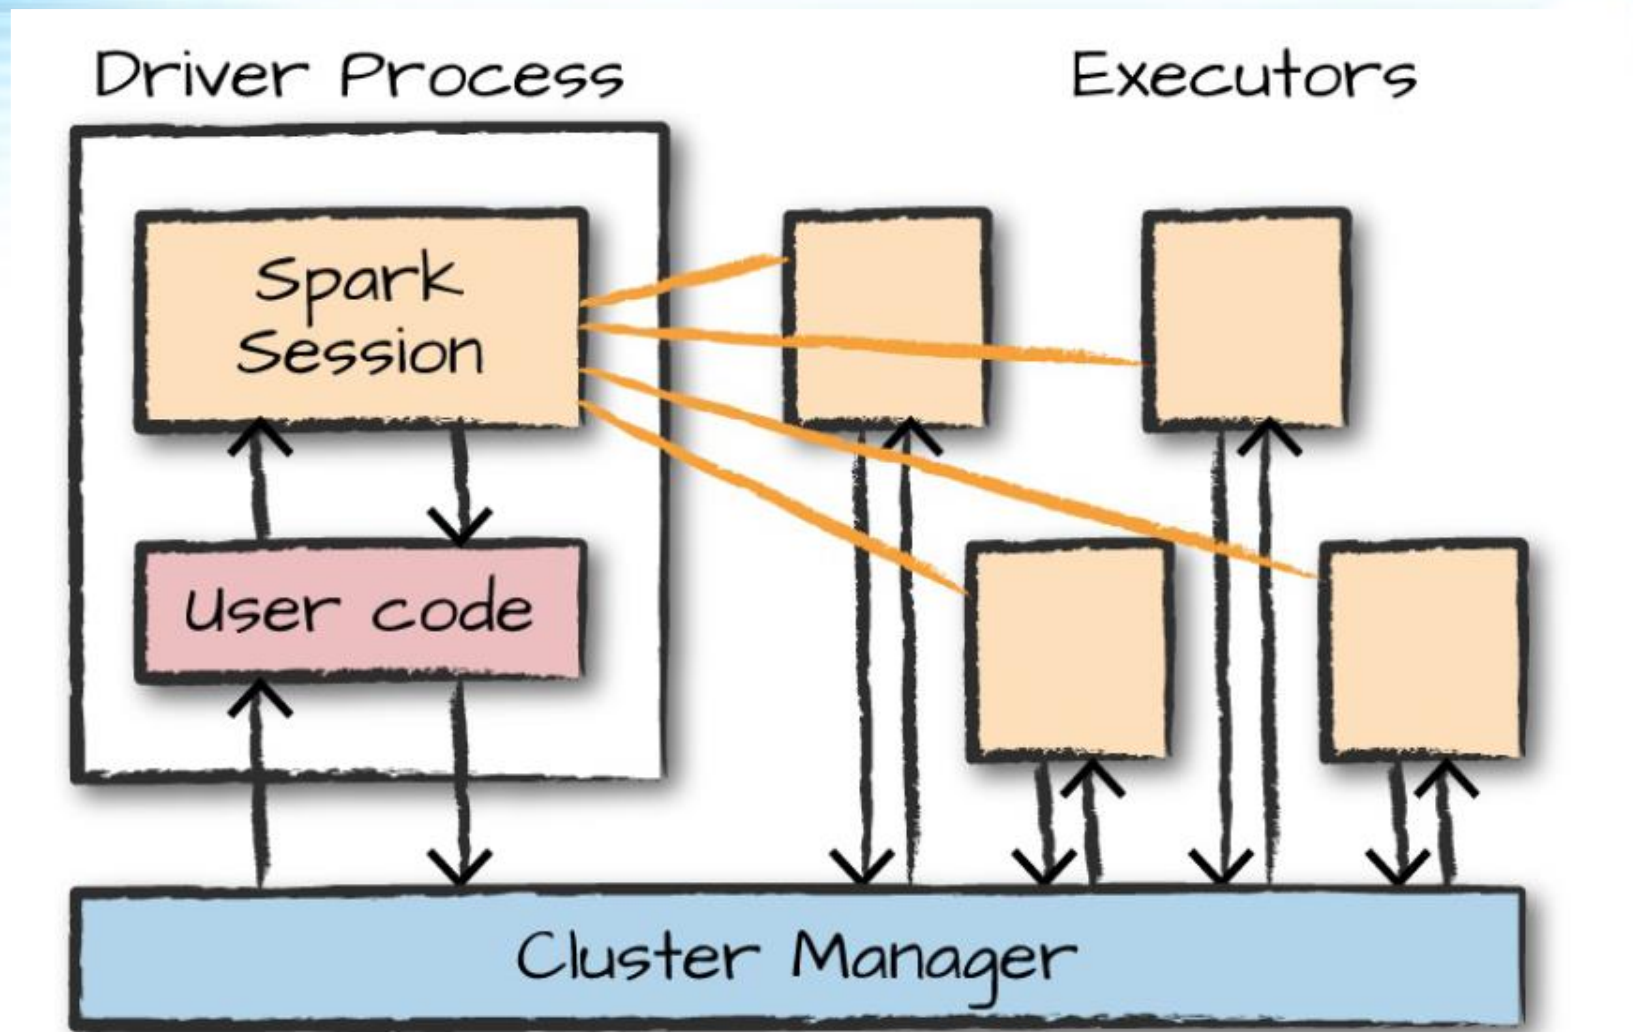 Driver Process
Executors
Spark
Session
User code
Cluster Manager